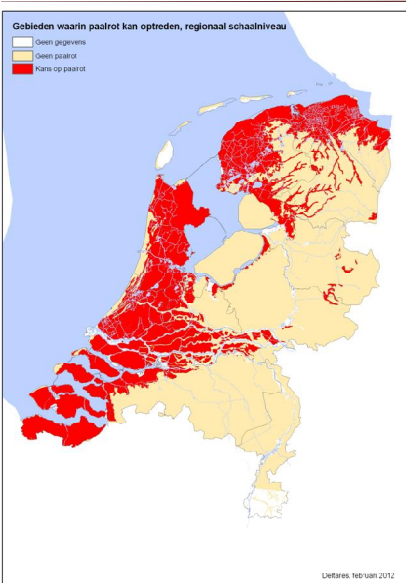 Gebieden waarin paalrot kan optreden, regionaal schaalniveau
Geen gegevens
Geen paalrot
Kans op paalrot
Deltares, februari 2012